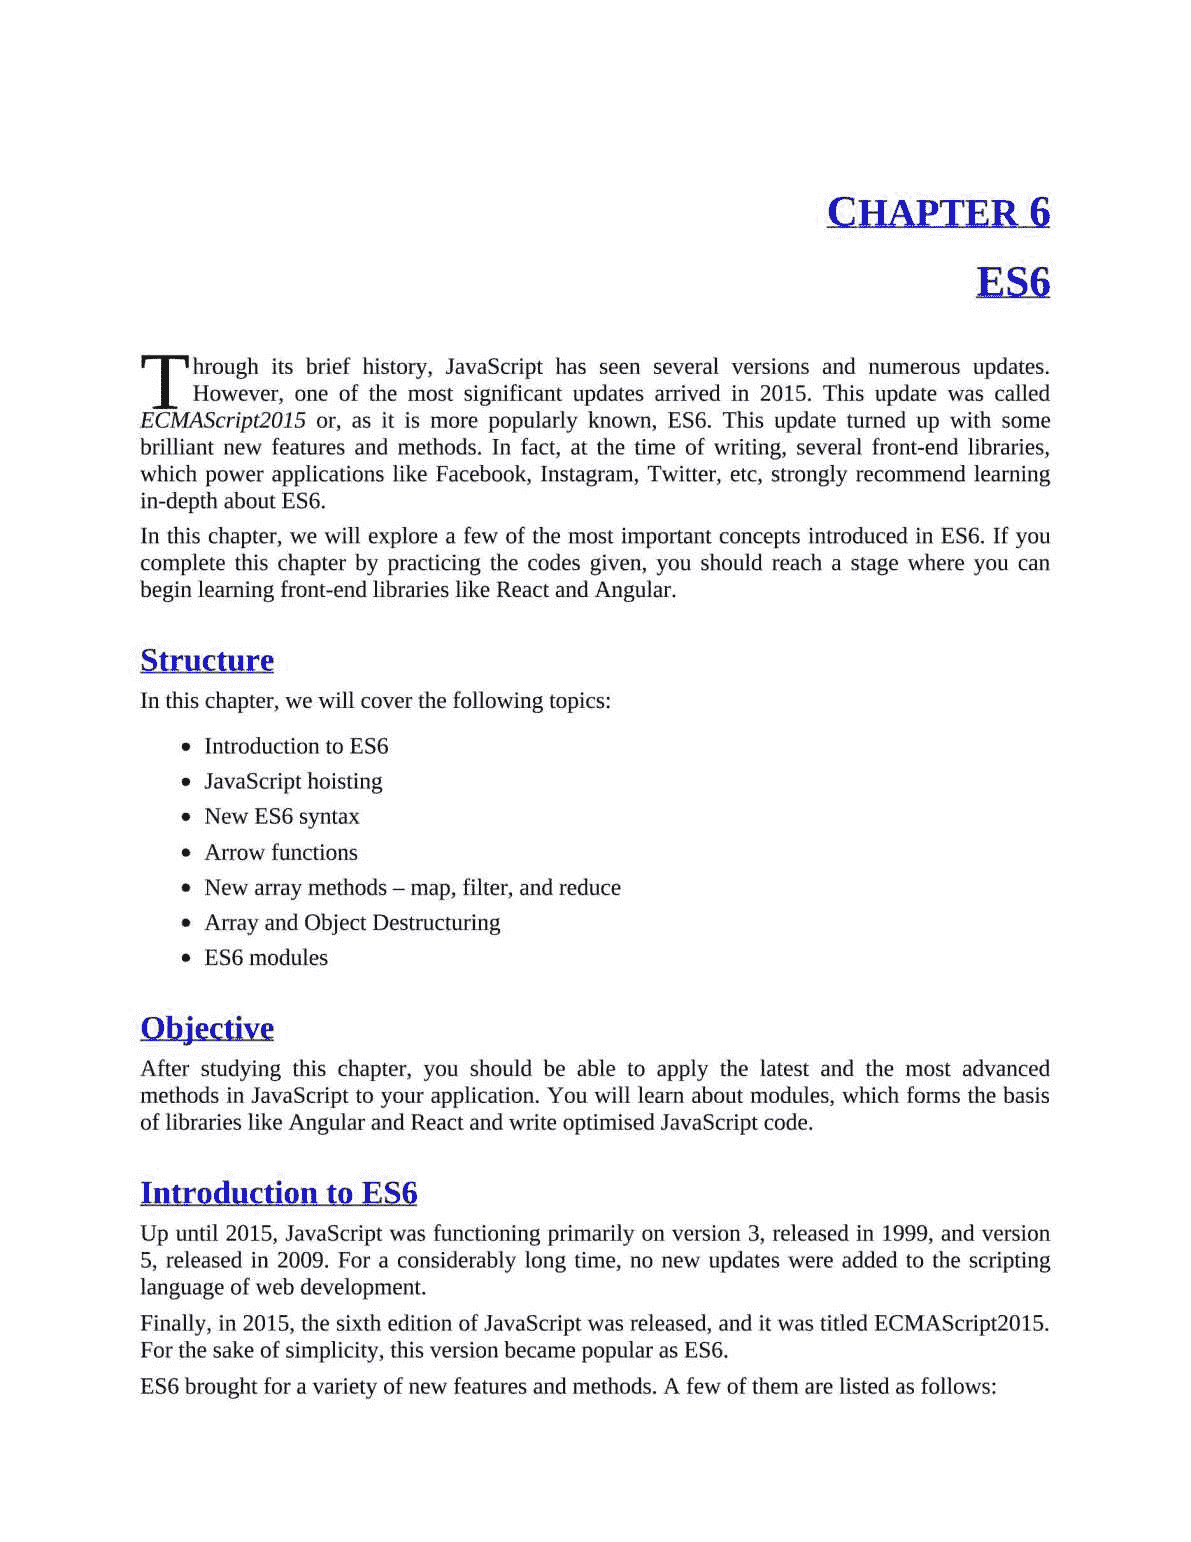 CHAPTER 6
ES6
Through its brief history, JavaScript has seen several versions and numerous updates.
However, one of the most significant updates arrived in 2015. This update was called
ECMAScript2015 or, as it is more popularly known, ES6. This update turned up with some
brilliant new features and methods. In fact, at the time of writing, several front-end libraries,
which power applications like Facebook, Instagram, Twitter, etc, strongly recommend learning
in-depth about ES6.
In this chapter, we will explore a few of the most important concepts introduced in ES6. If you
complete this chapter by practicing the codes given, you should reach a stage where you can
begin learning front-end libraries like React and Angular.
Structure
In this chapter, we will cover the following topics:
• Introduction to ES6
• JavaScript hoisting
• New ES6 syntax
• Arrow functions
• New array methods – map, filter, and reduce
• Array and Object Destructuring
• ES6 modules
Objective
After studying this chapter, you should be able to apply the latest and the most advanced
methods in JavaScript to your application. You will learn about modules, which forms the basis
of libraries like Angular and React and write optimised JavaScript code.
Introduction to ES6
Up until 2015, JavaScript was functioning primarily on version 3, released in 1999, and version
5, released in 2009. For a considerably long time, no new updates were added to the scripting
language of web development.
Finally, in 2015, the sixth edition of JavaScript was released, and it was titled ECMAScript2015.
For the sake of simplicity, this version became popular as ES6.
ES6 brought for a variety of new features and methods. A few of them are listed as follows: